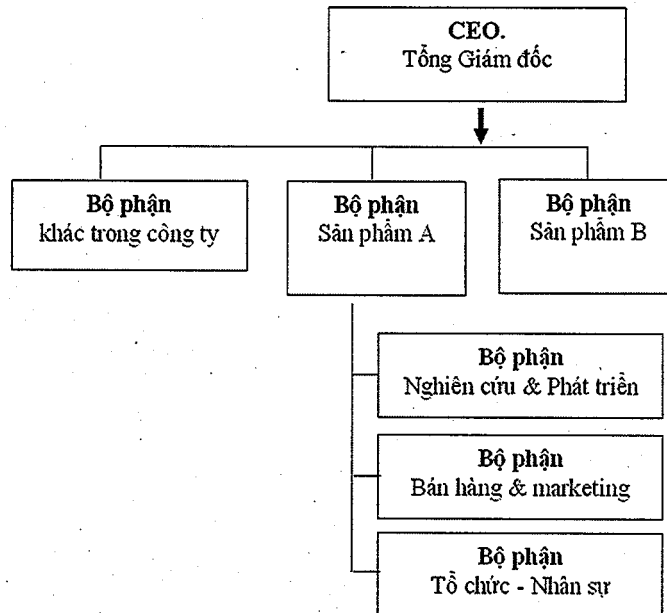 CEO.
Tổng Giám đốc
Bộ phận
khác trong công ty
Bộ phận
Sản phẩm A
Bộ phận
Sản phẩm B
Bộ phận
Nghiên cứu & Phát triển
Bộ phận
Bán hàng & marketing
Bộ phận
Tổ chức - Nhân sự